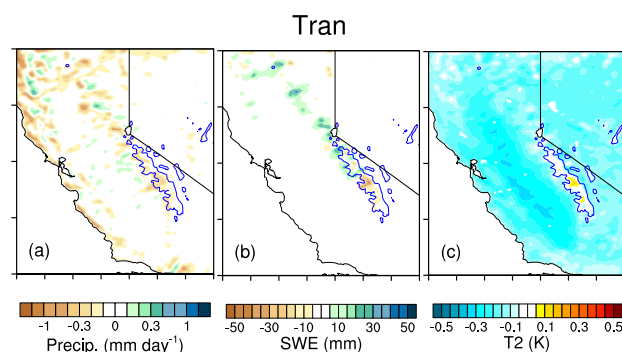 Tran
(a) (b) (c)
-1 -0.3 0 0.3 1
-50 -30 -10 10 30 50
-0.5 -0.3 -0.1 0.1 0.3 0.5
Precip. (mm day⁻¹) SWE (mm) T2 (K)